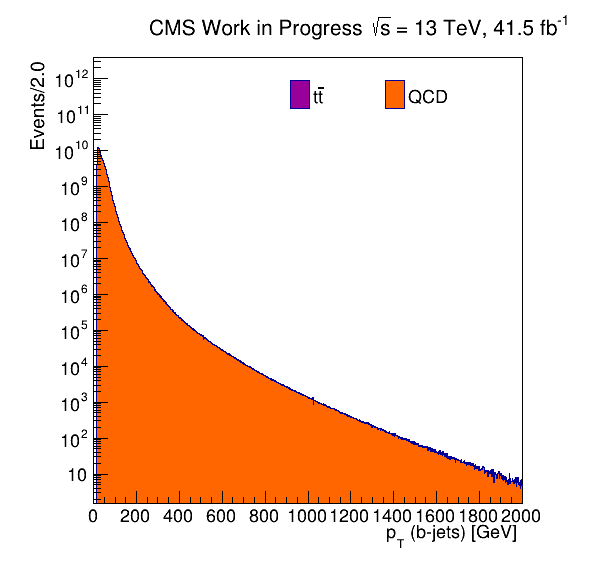 CMS Work in Progress √s = 13 TeV, 41.5 fb⁻¹
Events/2.0
tt̄
QCD
10¹²
10¹¹
10¹⁰
10⁹
10⁸
10⁷
10⁶
10⁵
10⁴
10³
10²
10
0 200 400 600 800 1000 1200 1400 1600 1800 2000
p_T (b-jets) [GeV]